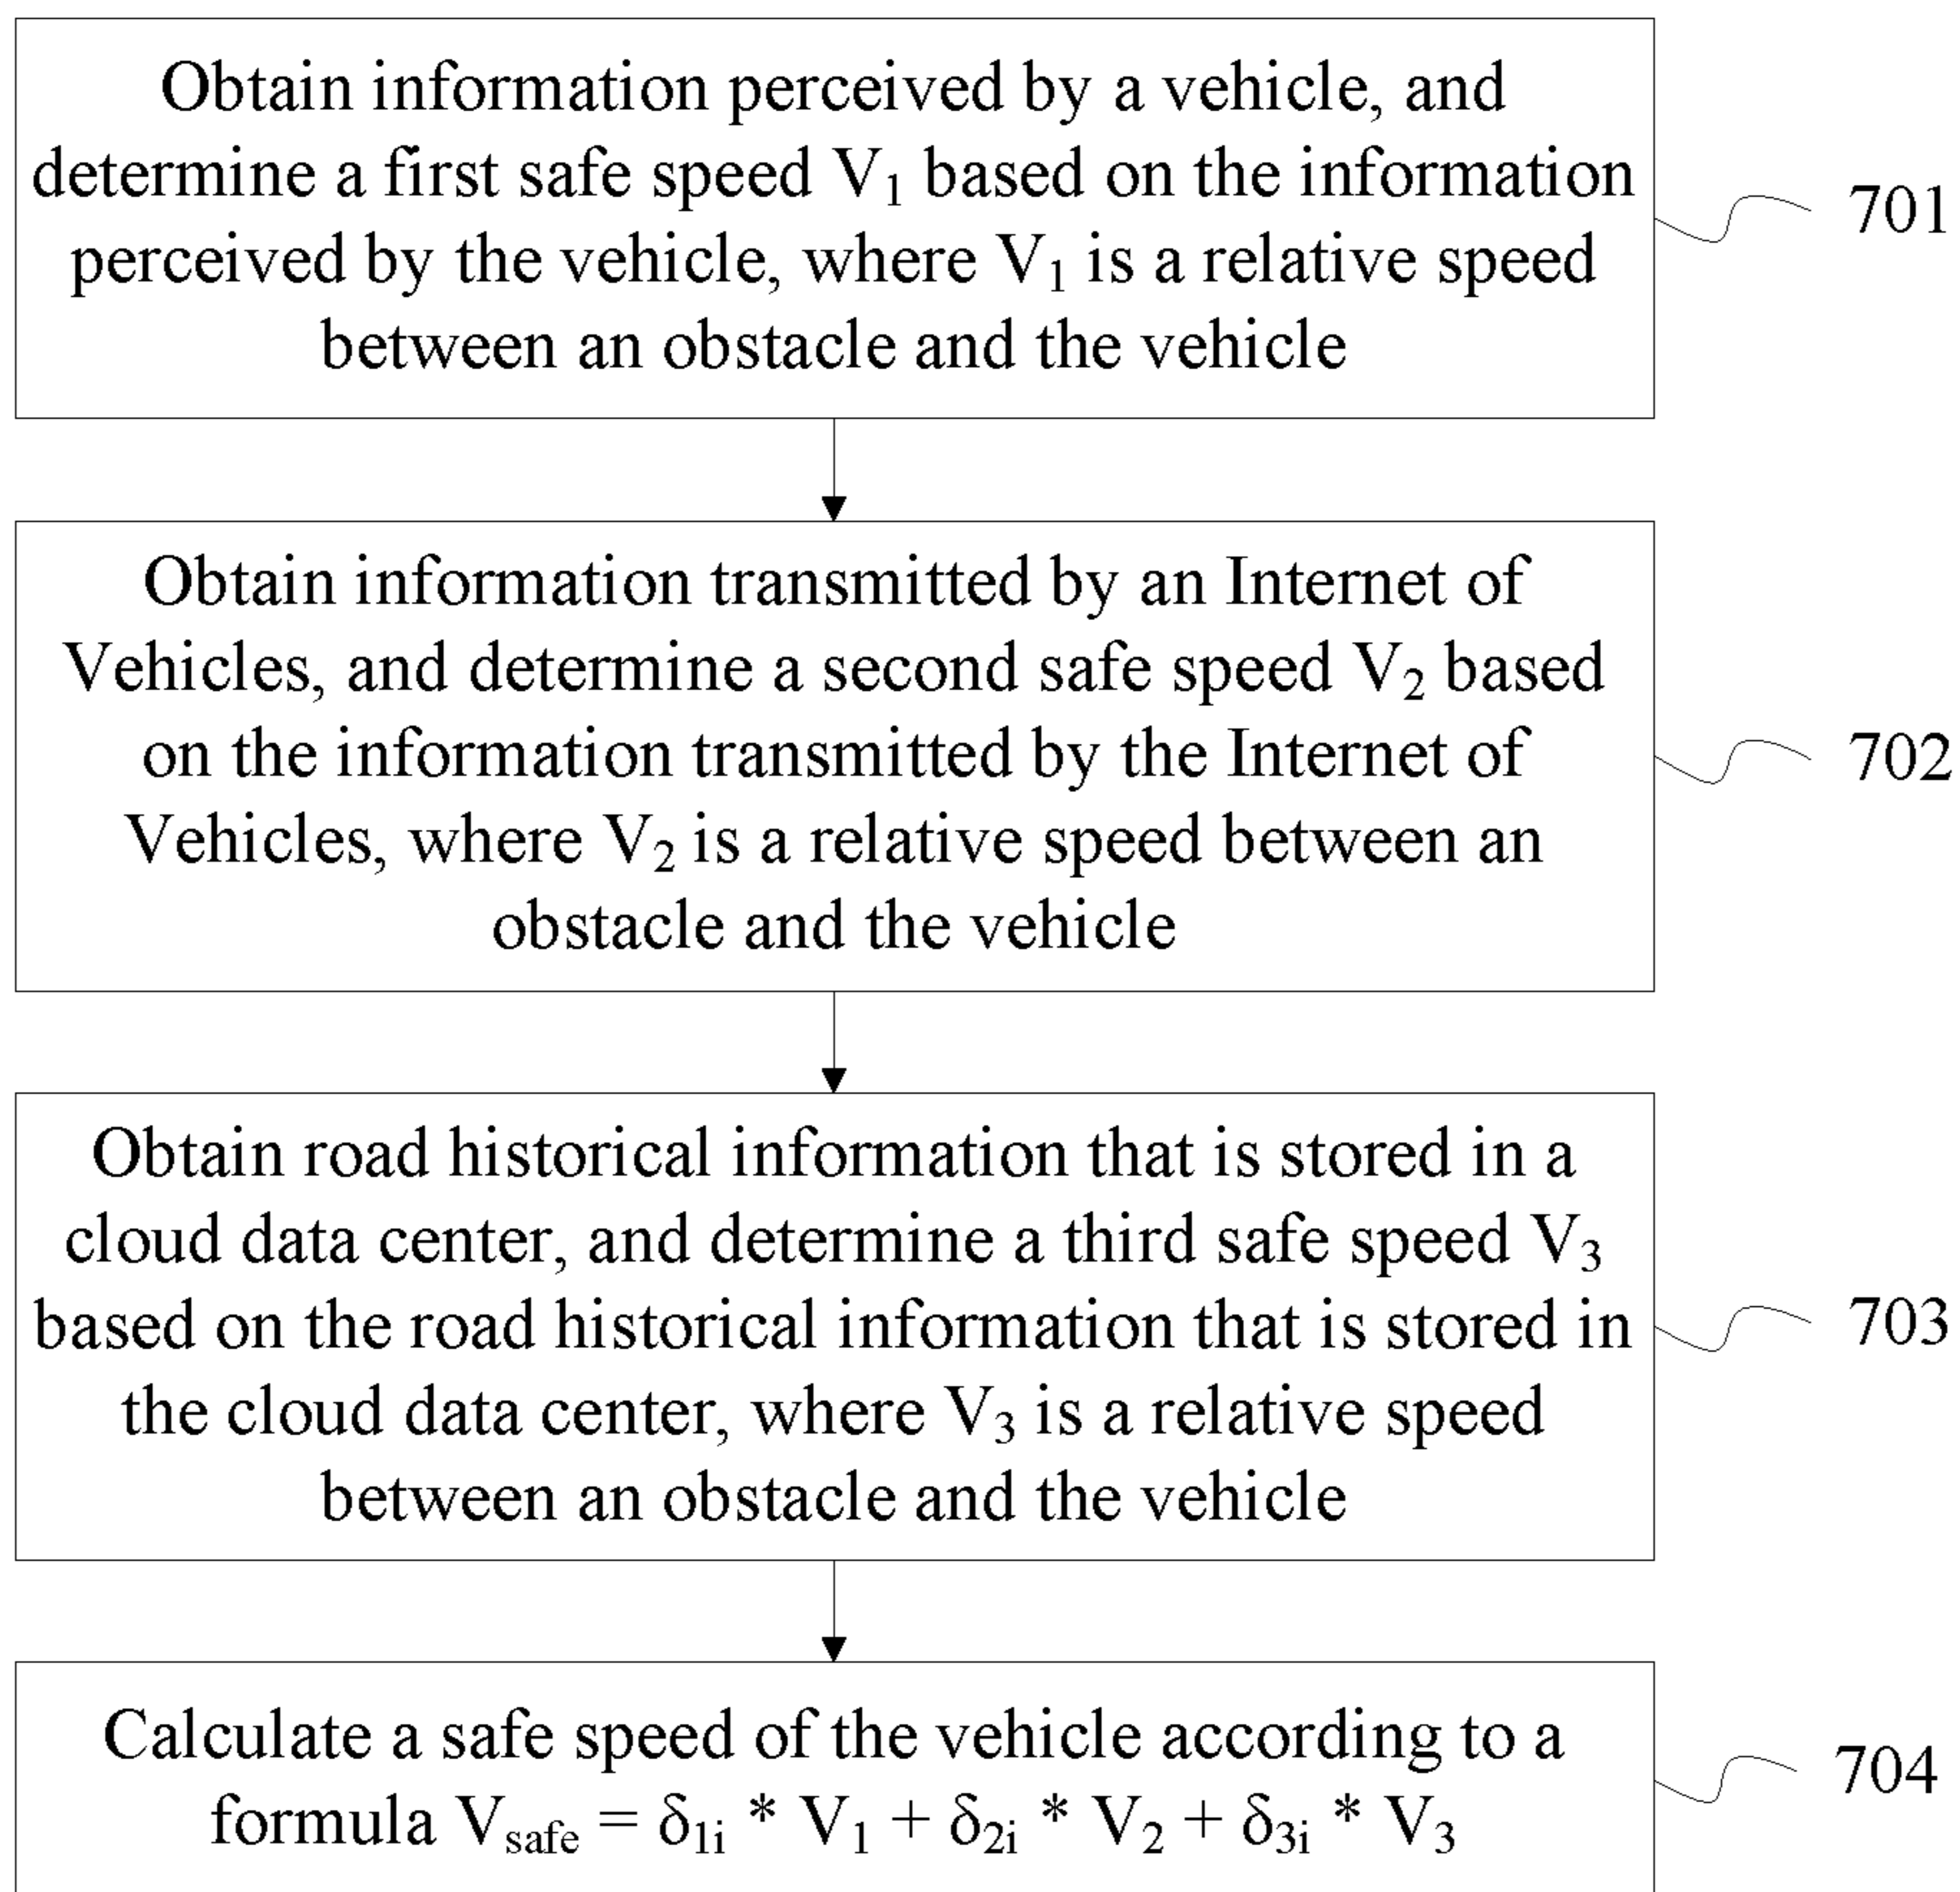 Obtain information perceived by a vehicle, and
determine a first safe speed V₁ based on the information
perceived by the vehicle, where V₁ is a relative speed
between an obstacle and the vehicle
701
Obtain information transmitted by an Internet of
Vehicles, and determine a second safe speed V₂ based
on the information transmitted by the Internet of
Vehicles, where V₂ is a relative speed between an
obstacle and the vehicle
702
Obtain road historical information that is stored in a
cloud data center, and determine a third safe speed V₃
based on the road historical information that is stored in
the cloud data center, where V₃ is a relative speed
between an obstacle and the vehicle
703
Calculate a safe speed of the vehicle according to a
formula V_safe = δ₁ᵢ * V₁ + δ₂ᵢ * V₂ + δ₃ᵢ * V₃
704